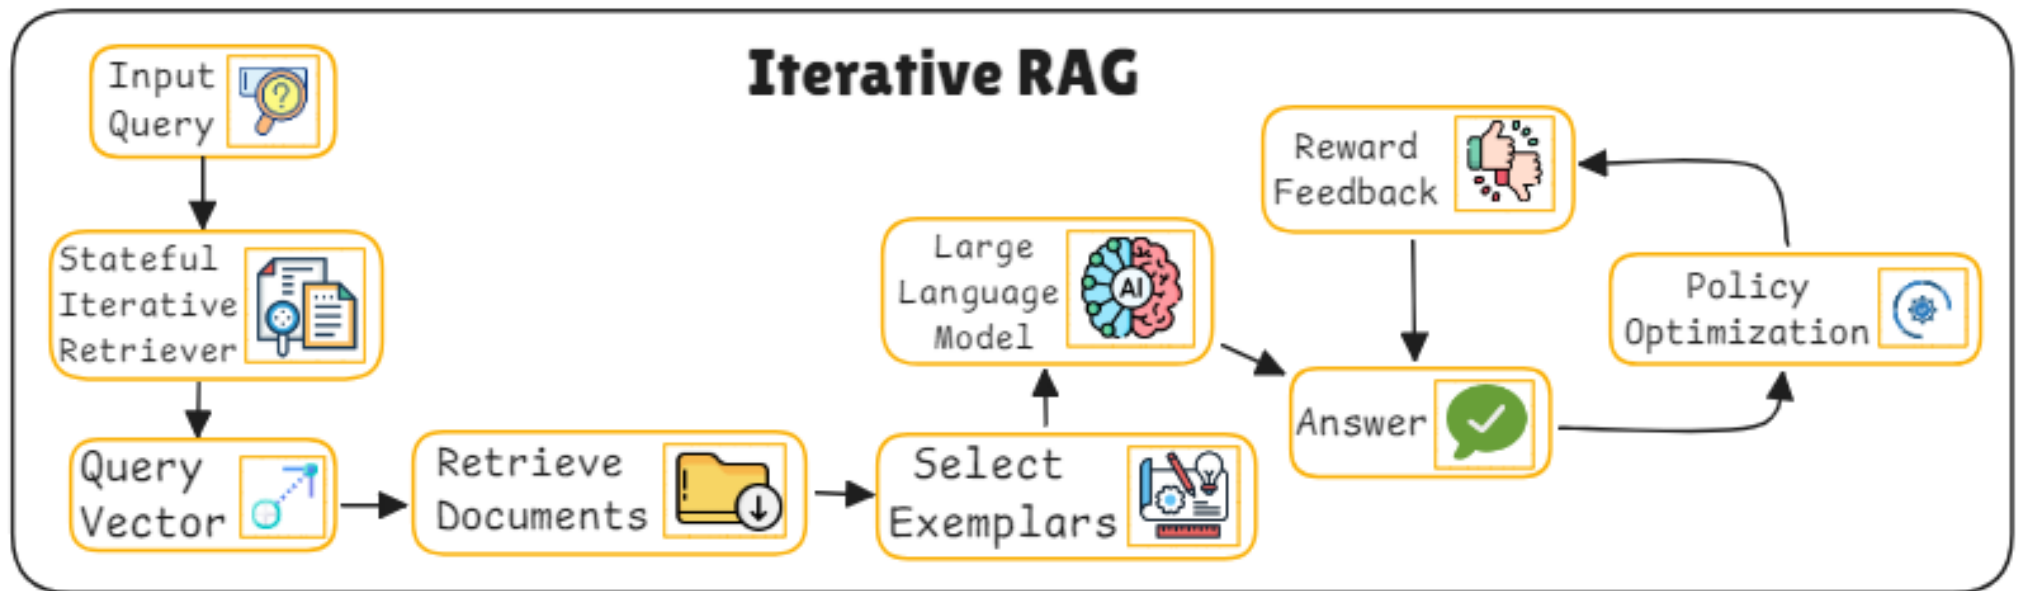 Iterative RAG
Input
Query
?
Stateful
Iterative
Retriever
Query
Vector
Retrieve
Documents
Select
Exemplars
Large
Language
Model
AI
Answer
Policy
Optimization
Reward
Feedback